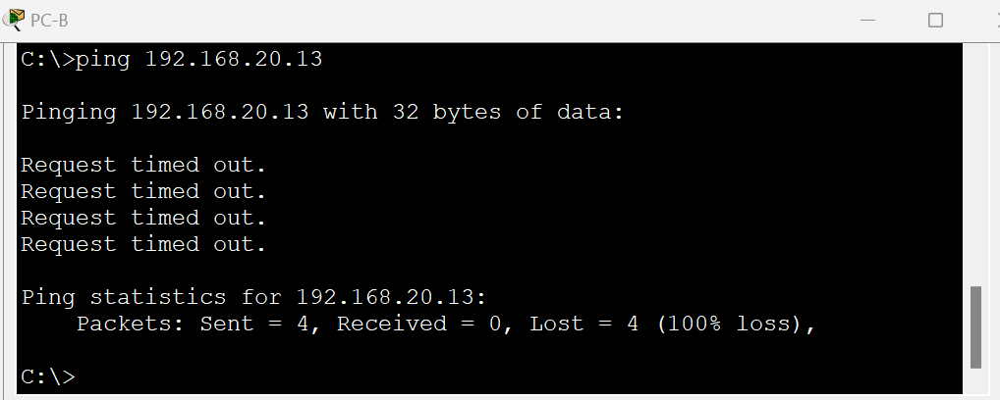 PC-B
C:\>ping 192.168.20.13
Pinging 192.168.20.13 with 32 bytes of data:
Request timed out.
Request timed out.
Request timed out.
Request timed out.
Ping statistics for 192.168.20.13:
    Packets: Sent = 4, Received = 0, Lost = 4 (100% loss),
C:\>